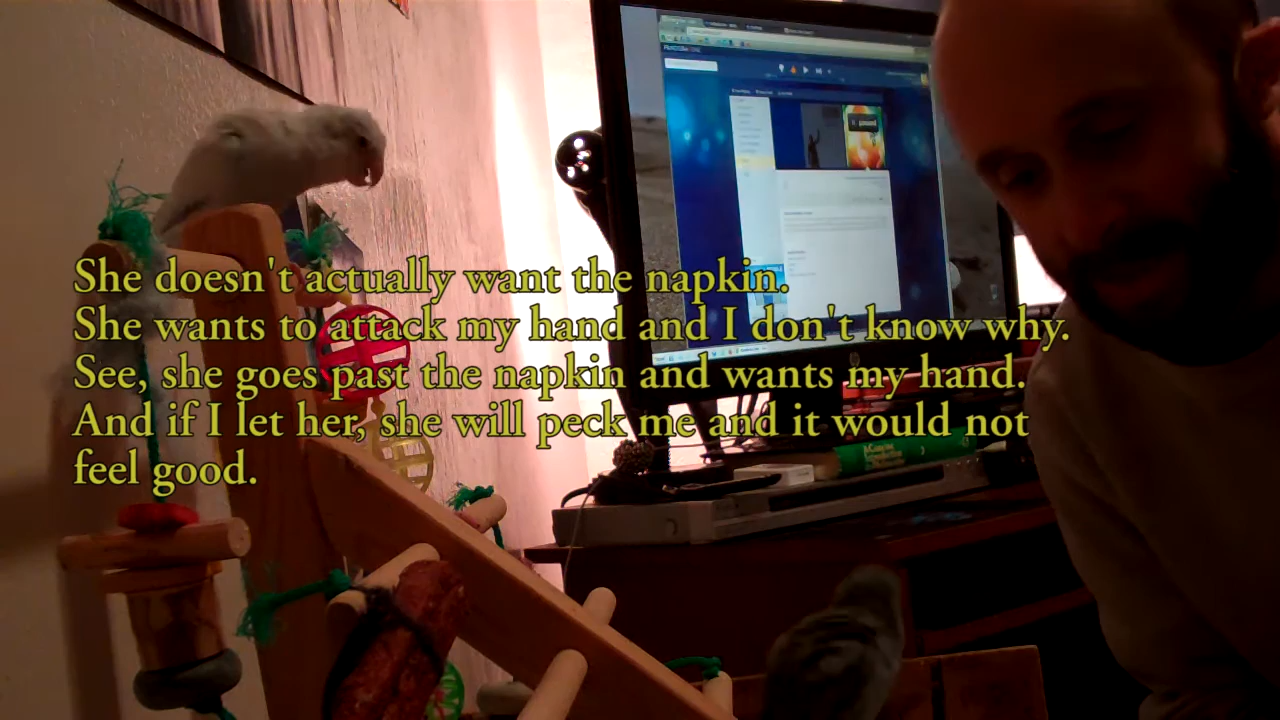 She doesn't actually want the napkin.
She wants to attack my hand and I don't know why.
See, she goes past the napkin and wants my hand.
And if I let her, she will peck me and it would not
feel good.